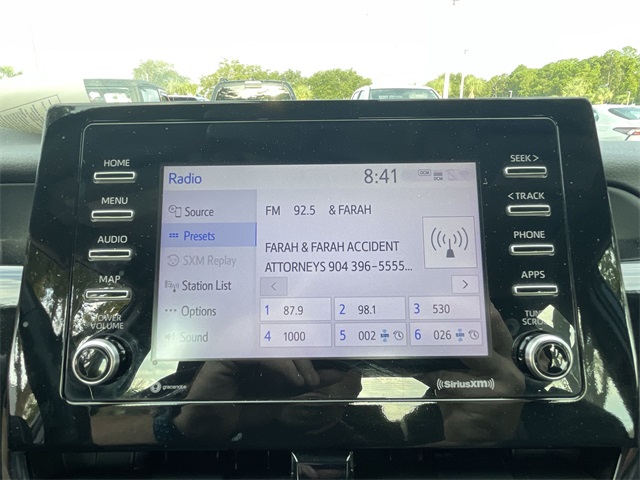 HOME
MENU
AUDIO
MAP
POWER
VOLUME
Radio
8:41
DCM
Source
Presets
SXM Replay
Station List
Options
Sound
FM 92.5 & FARAH
FARAH & FARAH ACCIDENT
ATTORNEYS 904 396-5555...
< >
1 87.9 2 98.1 3 530
4 1000 5 002 6 026
SEEK >
< TRACK
PHONE
APPS
TUNE
SCROLL
gracenote
((SiriusXM))